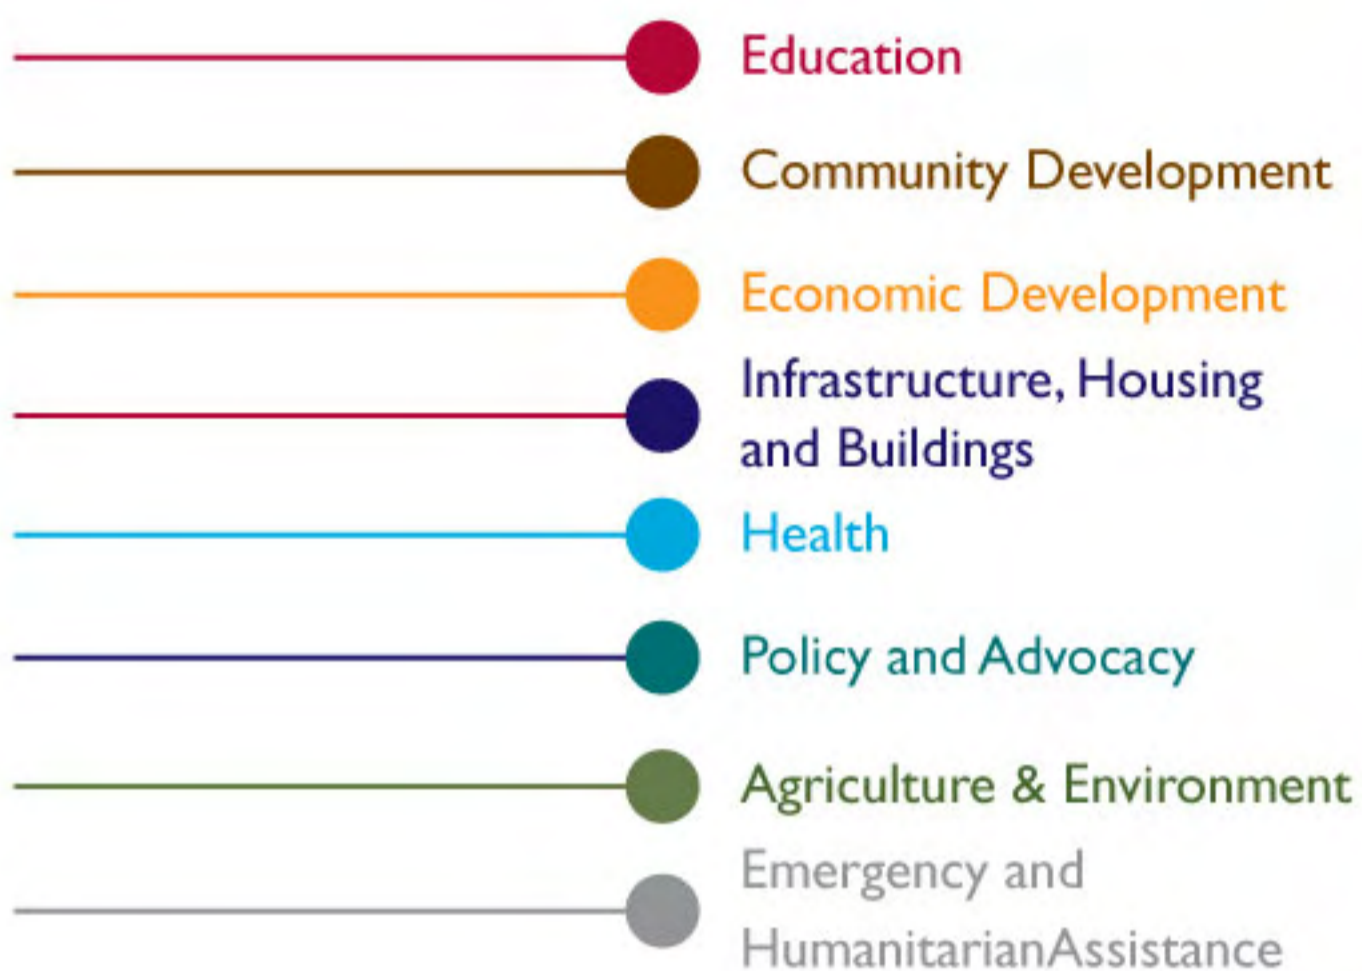 Education
Community Development
Economic Development
Infrastructure, Housing
and Buildings
Health
Policy and Advocacy
Agriculture & Environment
Emergency and
HumanitarianAssistance